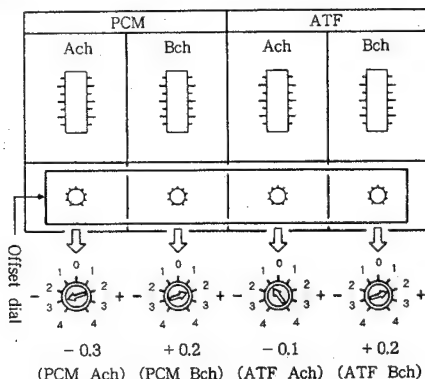 PCM ATF
Ach Bch Ach Bch
Offset dial
0 0 0 0
1 1 1 1 1 1 1 1
- 2 2 + - 2 2 + - 2 2 + - 2 2 +
3 3 3 3 3 3 3 3
4 4 4 4 4 4 4 4
-0.3 +0.2 -0.1 +0.2
(PCM Ach) (PCM Bch) (ATF Ach) (ATF Bch)